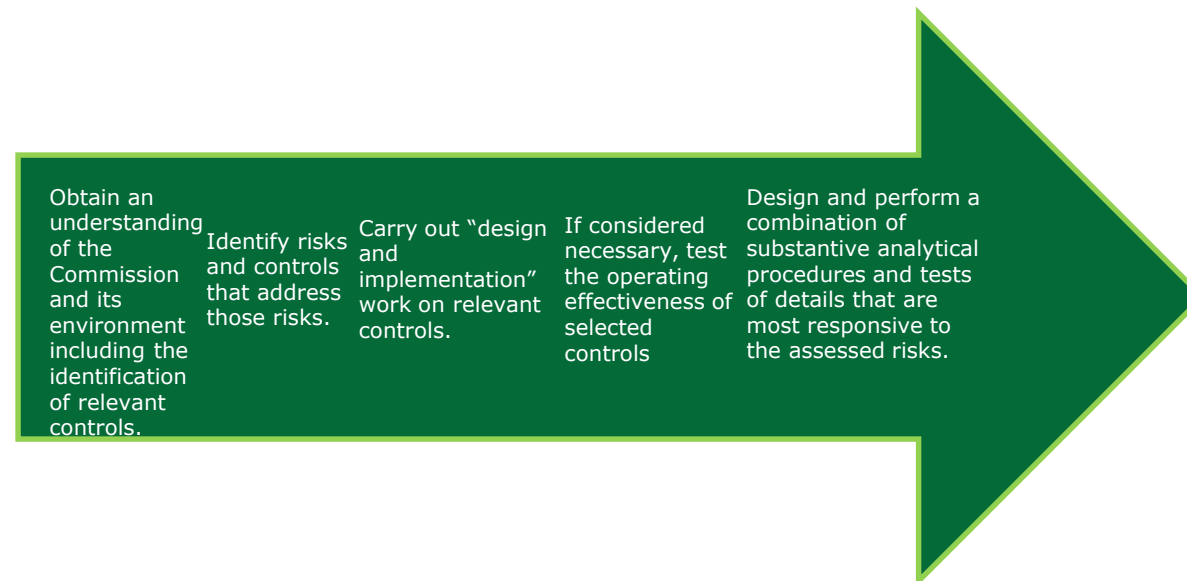 Obtain an
understanding
of the
Commission
and its
environment
including the
identification
of relevant
controls.
Identify risks
and controls
that address
those risks.
Carry out “design
and
implementation”
work on relevant
controls.
If considered
necessary, test
the operating
effectiveness of
selected
controls
Design and perform a
combination of
substantive analytical
procedures and tests
of details that are
most responsive to
the assessed risks.